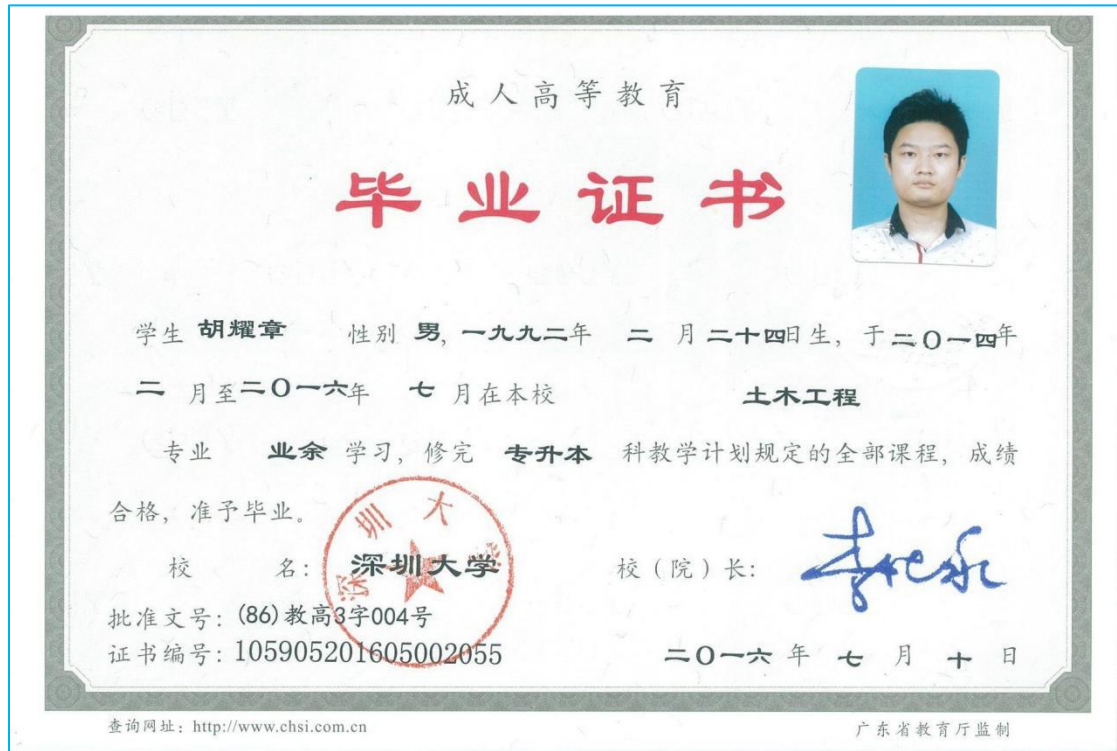 成人高等教育
毕业证书
学生 胡耀章 性别 男, 一九九二年 二 月二十四日生, 于二〇一四年
二 月至二〇一六年 七 月在本校 土木工程
专业 业余 学习, 修完 专升本 科教学计划规定的全部课程, 成绩
合格, 准予毕业。
深圳大学
校 名: 深圳大学 校(院)长:
批准文号: (86)教高3字004号
证书编号: 105905201605002055 二〇一六 年 七 月 十 日
查询网址: http://www.chsi.com.cn 广东省教育厅监制